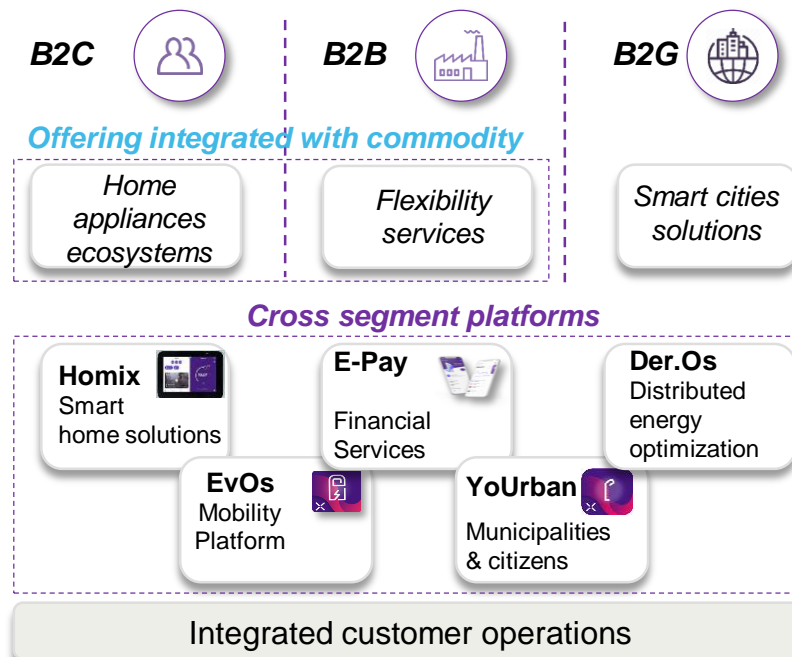 B2C
B2B
B2G
Offering integrated with commodity
Home
appliances
ecosystems
Flexibility
services
Smart cities
solutions
Cross segment platforms
Homix
Smart
home solutions
E-Pay
Financial
Services
Der.Os
Distributed
energy
optimization
EvOs
Mobility
Platform
YoUrban
Municipalities
& citizens
Integrated customer operations